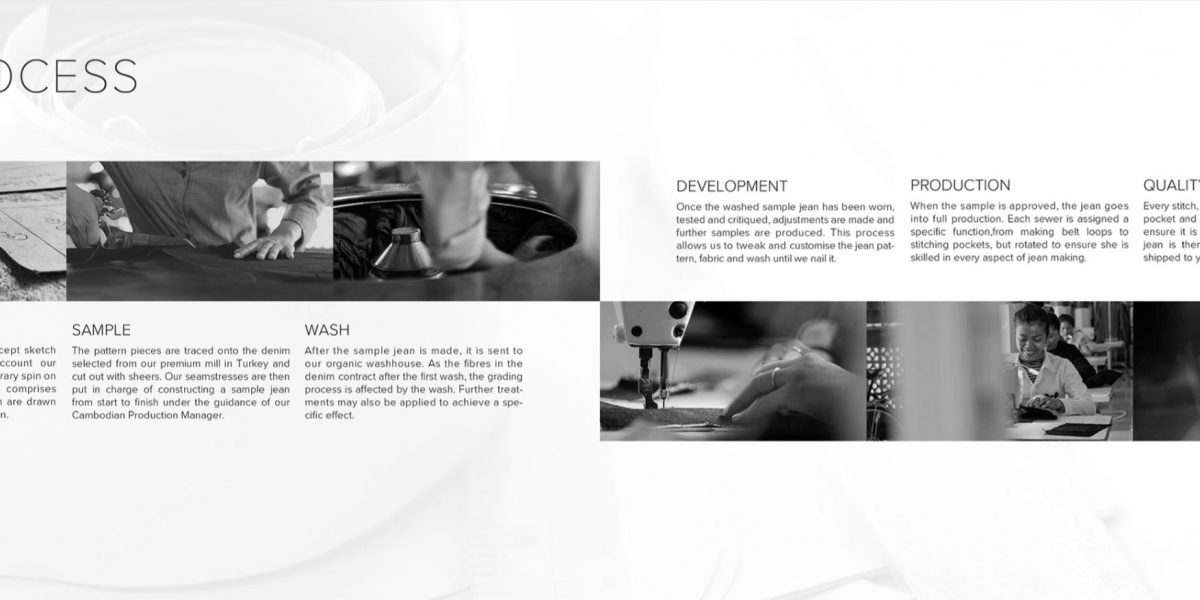 OCESS
cept sketch
ccount our
rary spin on
comprises
are drawn
n.
SAMPLE
The pattern pieces are traced onto the denim
selected from our premium mill in Turkey and
cut out with sheers. Our seamstresses are then
put in charge of constructing a sample jean
from start to finish under the guidance of our
Cambodian Production Manager.
WASH
After the sample jean is made, it is sent to
our organic washhouse. As the fibres in the
denim contract after the first wash, the grading
process is affected by the wash. Further treat-
ments may also be applied to achieve a spe-
cific effect.
DEVELOPMENT
Once the washed sample jean has been worn,
tested and critiqued, adjustments are made and
further samples are produced. This process
allows us to tweak and customise the jean pat-
tern, fabric and wash until we nail it.
PRODUCTION
When the sample is approved, the jean goes
into full production. Each sewer is assigned a
specific function,from making belt loops to
stitching pockets, but rotated to ensure she is
skilled in every aspect of jean making.
QUALITY
Every stitch,
pocket and
ensure it is
jean is then
shipped to y